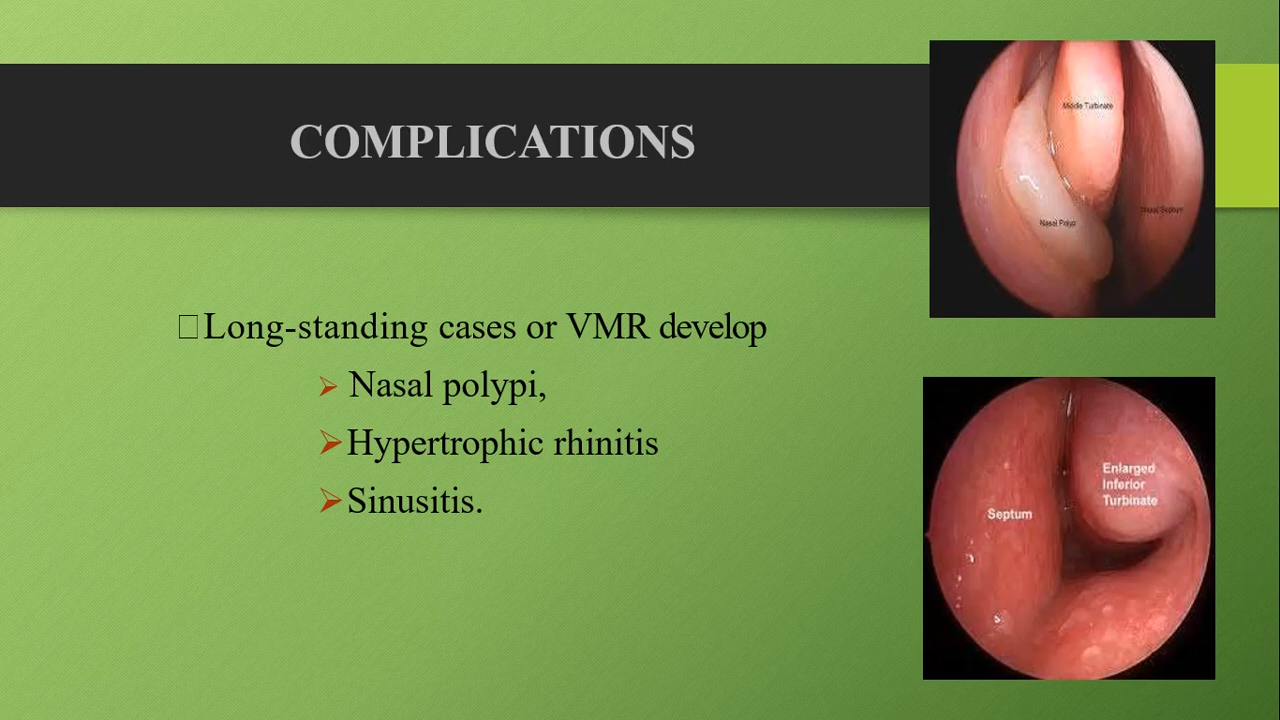 COMPLICATIONS
□Long-standing cases or VMR develop
➢ Nasal polypi,
➢Hypertrophic rhinitis
➢Sinusitis.
Middle Turbinate
Nasal Polyp
Nasal Septum
Septum
Enlarged
Inferior
Turbinate